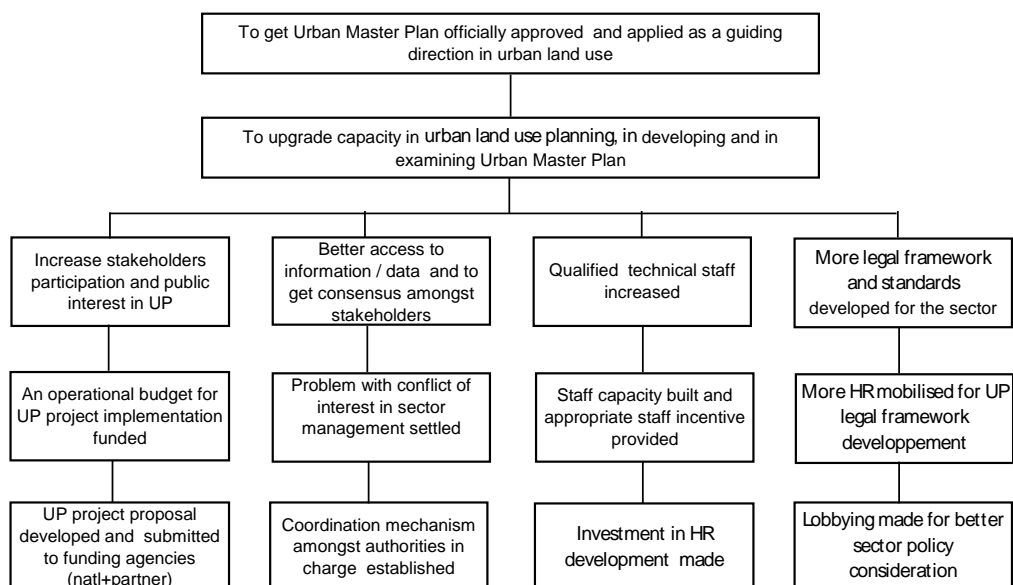 To get Urban Master Plan officially approved and applied as a guiding
direction in urban land use
To upgrade capacity in urban land use planning, in developing and in
examining Urban Master Plan
Increase stakeholders
participation and public
interest in UP
Better access to
information / data and to
get consensus amongst
stakeholders
Qualified technical staff
increased
More legal framework
and standards
developed for the sector
An operational budget for
UP project implementation
funded
Problem with conflict of
interest in sector
management settled
Staff capacity built and
appropriate staff incentive
provided
More HR mobilised for UP
legal framework
developpement
UP project proposal
developed and submitted
to funding agencies
(natl+partner)
Coordination mechanism
amongst authorities in
charge established
Investment in HR
development made
Lobbying made for better
sector policy
consideration